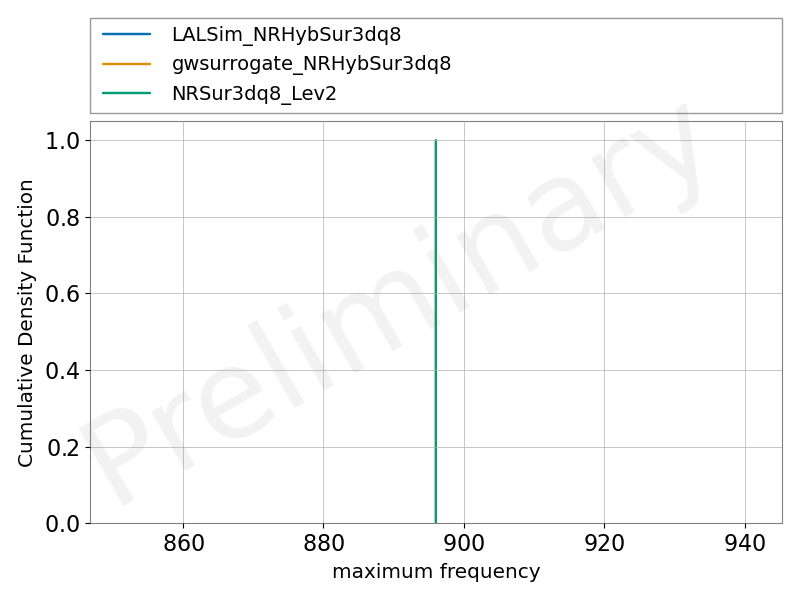 LALSim_NRHybSur3dq8
gwsurrogate_NRHybSur3dq8
NRSur3dq8_Lev2
1.0
0.8
0.6
0.4
0.2
0.0
Cumulative Density Function
Preliminary
860 880 900 920 940
maximum frequency